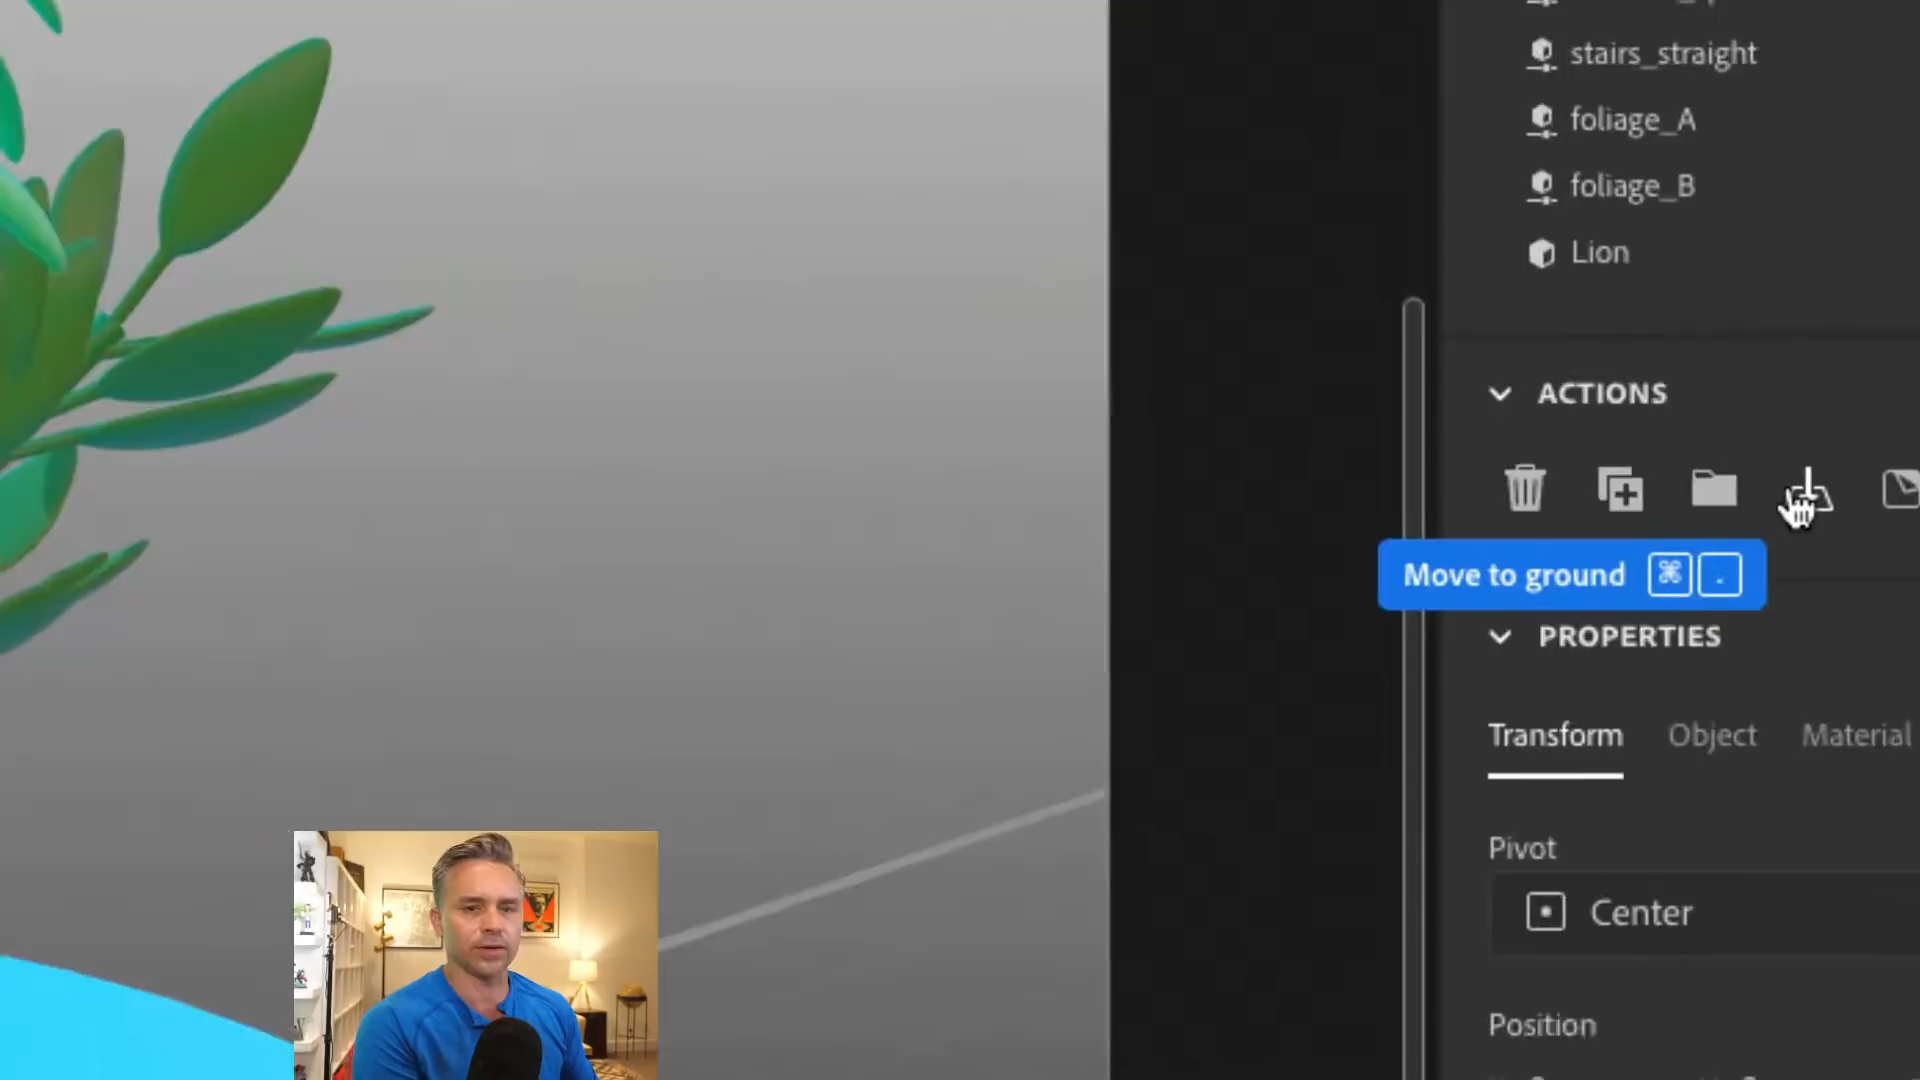 stairs_straight
foliage_A
foliage_B
Lion
ACTIONS
Move to ground ⌘ .
PROPERTIES
Transform Object Material
Pivot
Center
Position